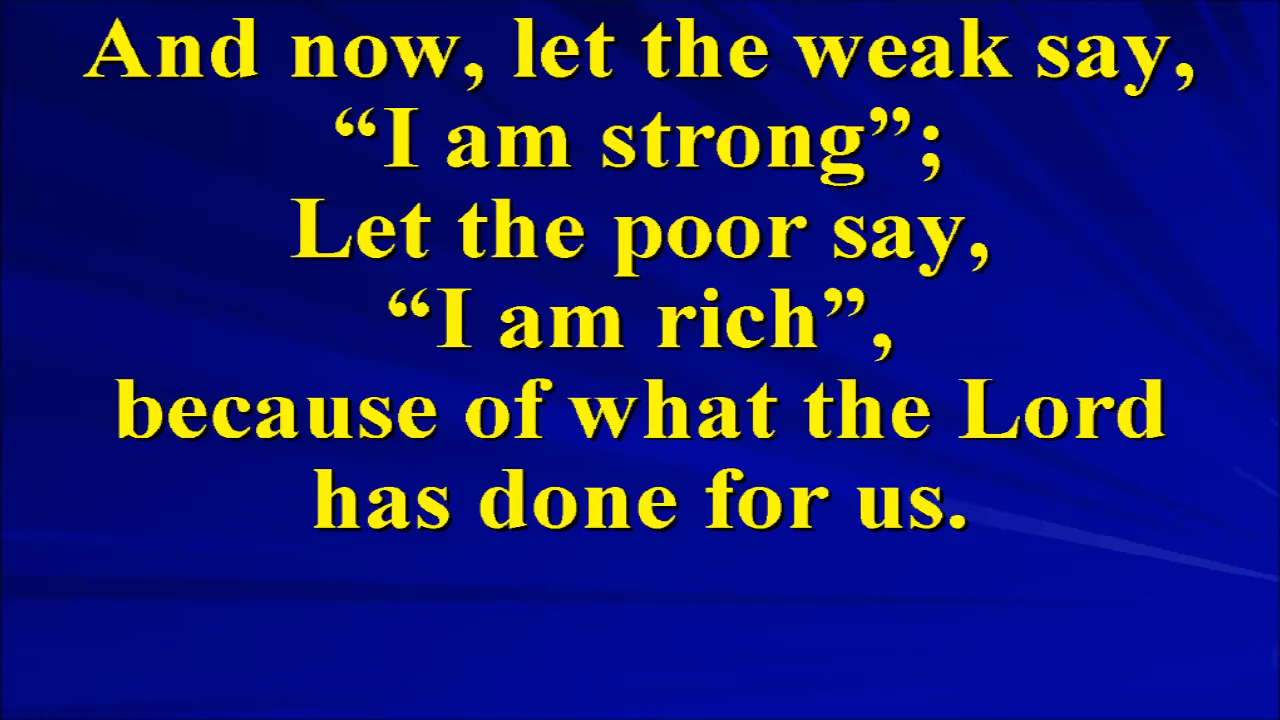 And now, let the weak say,
“I am strong”;
Let the poor say,
“I am rich”,
because of what the Lord
has done for us.